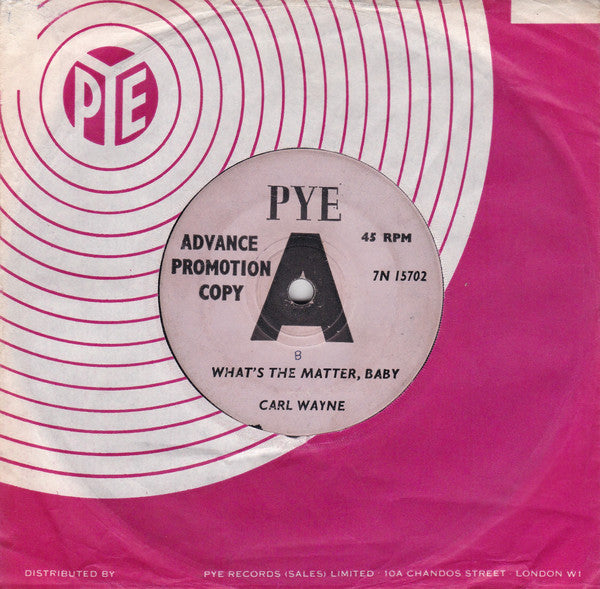 PYE
PYE
ADVANCE
PROMOTION
COPY
A
45 RPM
7N 15702
B
WHAT'S THE MATTER, BABY
CARL WAYNE
DISTRIBUTED BY PYE RECORDS (SALES) LIMITED · 10A CHANDOS STREET · LONDON W1